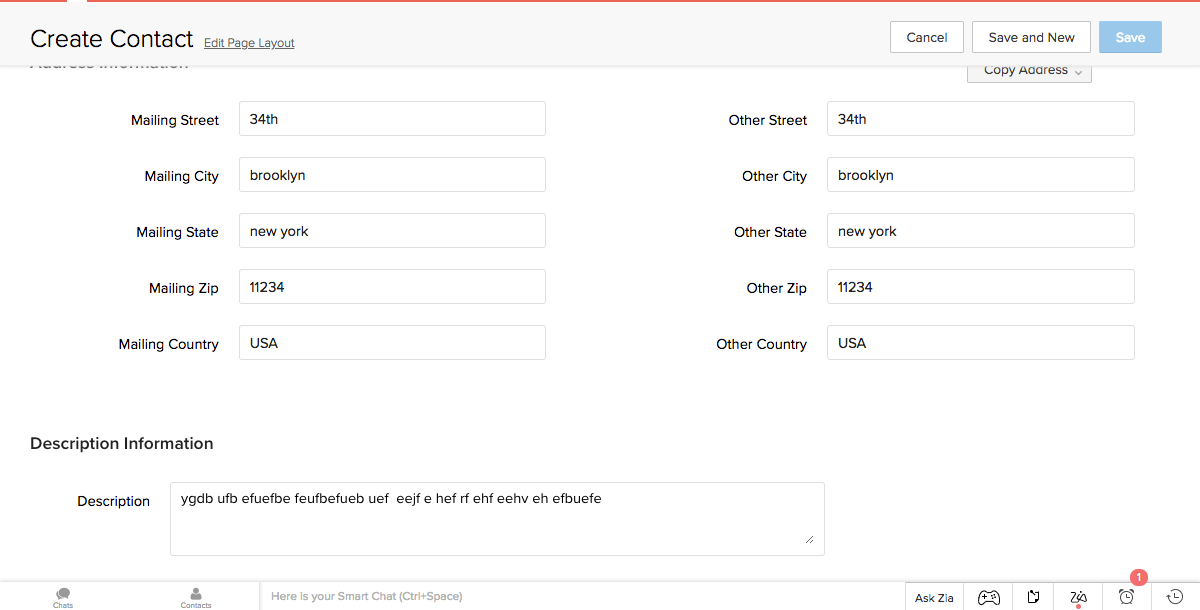 Create Contact Edit Page Layout Cancel Save and New Save
Address Information Copy Address
Mailing Street 34th Other Street 34th
Mailing City brooklyn Other City brooklyn
Mailing State new york Other State new york
Mailing Zip 11234 Other Zip 11234
Mailing Country USA Other Country USA
Description Information
Description ygdb ufb efuefbe feufbefueb uef  eejf e hef rf ehf eehv eh efbuefe
Chats Contacts Here is your Smart Chat (Ctrl+Space) Ask Zia 1